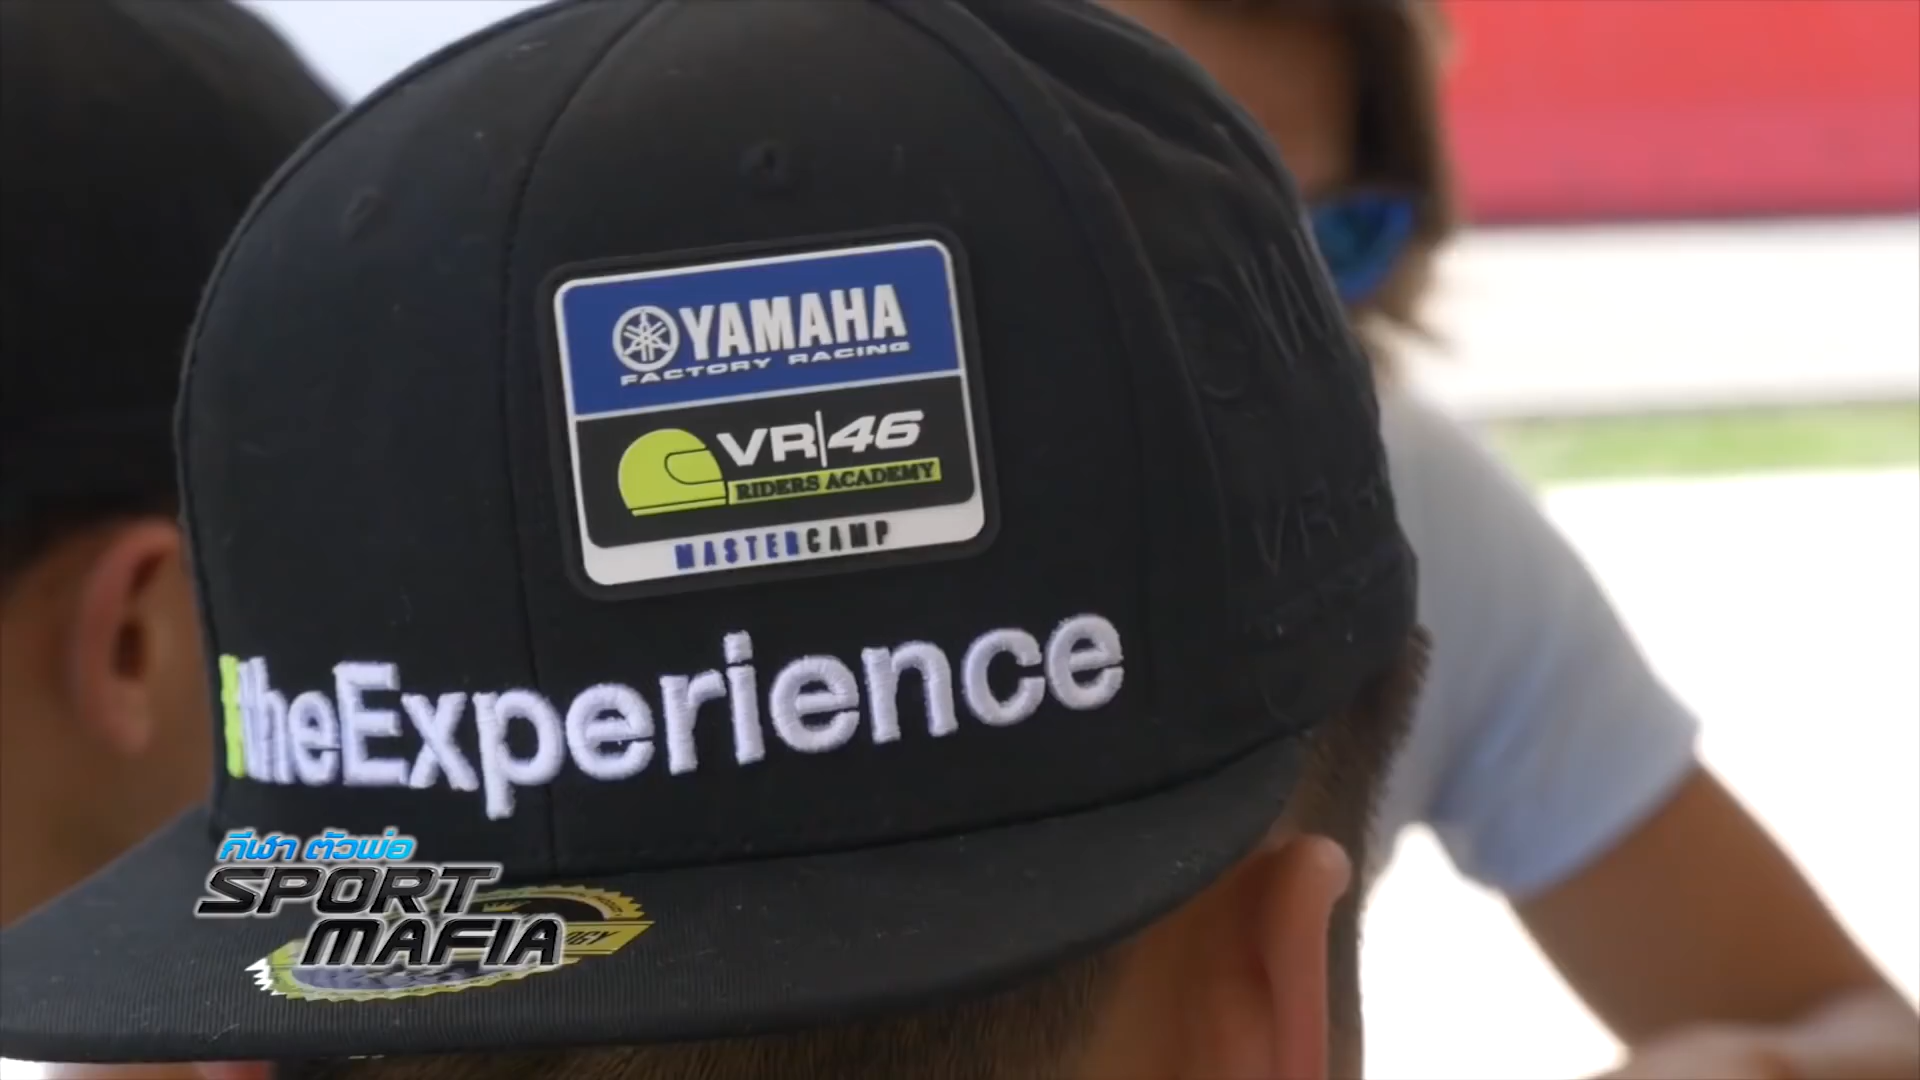 YAMAHA
FACTORY RACING
VR|46
RIDERS ACADEMY
MASTERCAMP
#theExperience
กีฬา ตัวพ่อ
SPORT
MAFIA